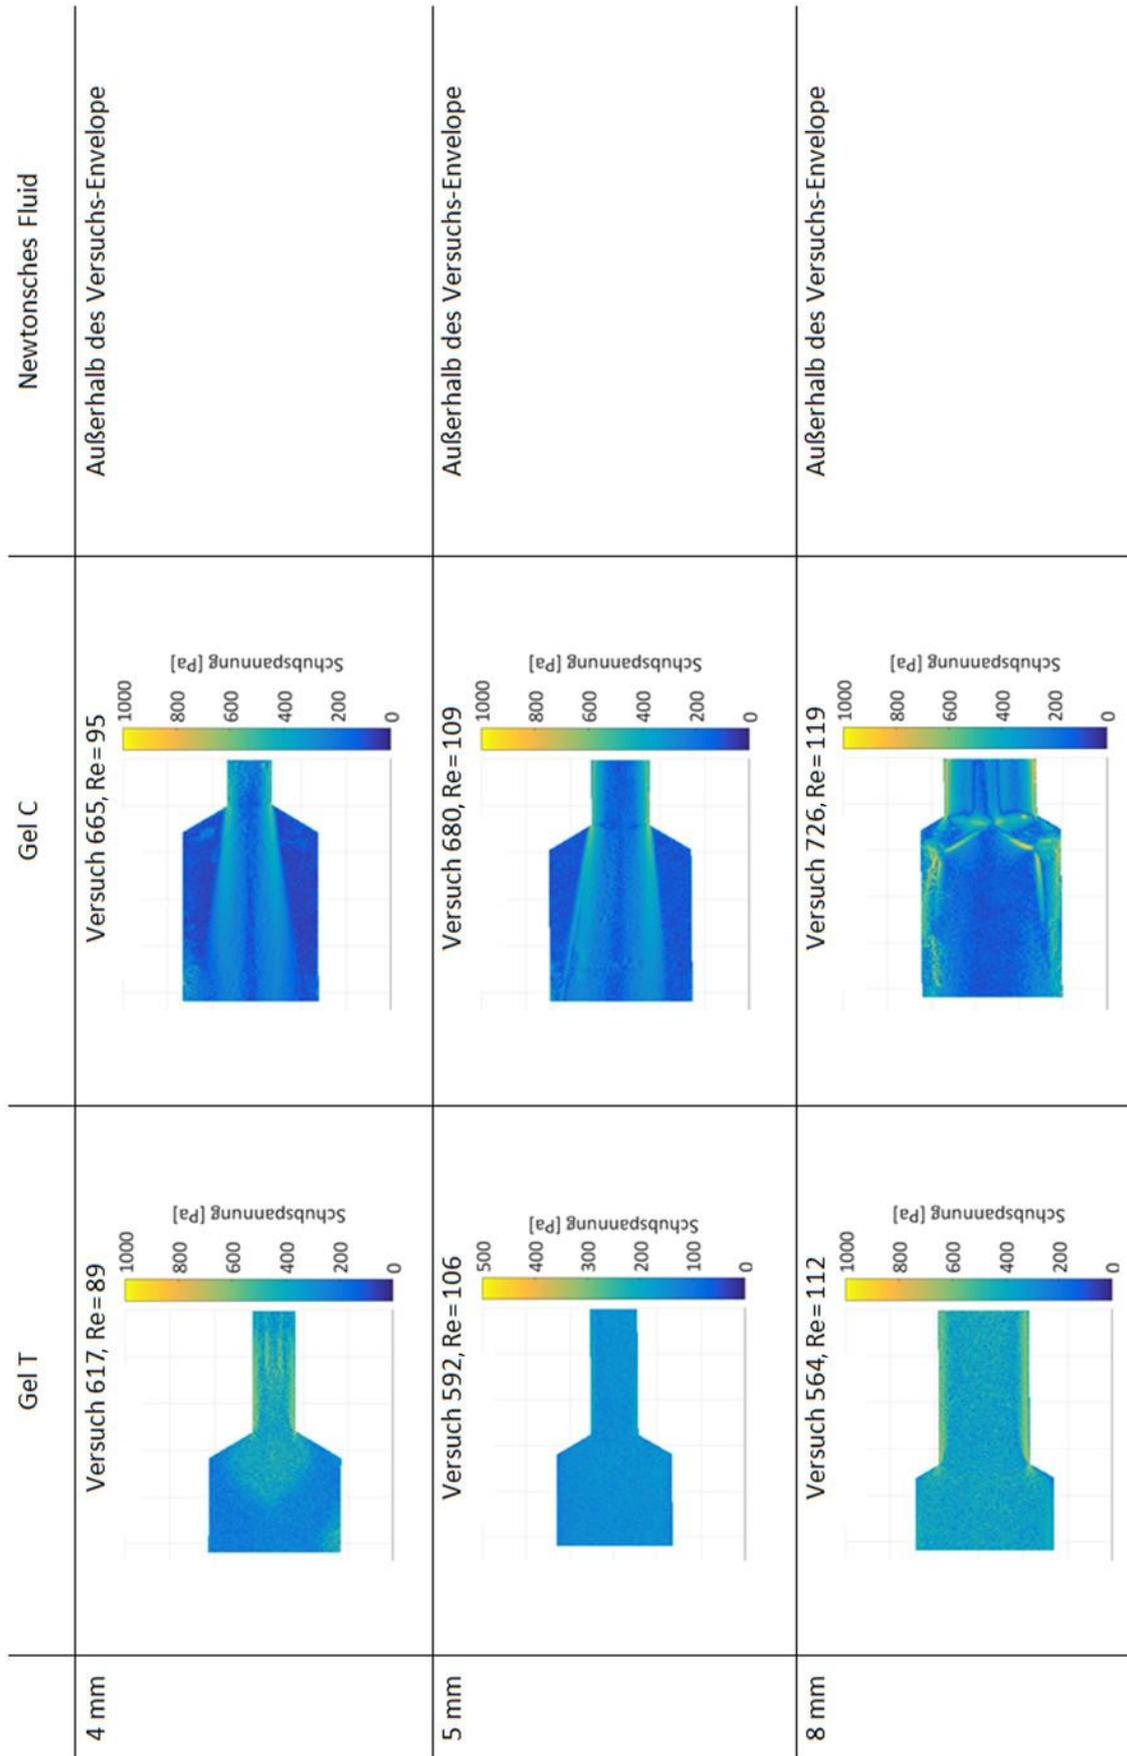 Gel T
Gel C
Newtonsches Fluid
4 mm
Versuch 617, Re=89
1000
800
600
400
200
0
Schubspannung [Pa]
Versuch 665, Re=95
1000
800
600
400
200
0
Schubspannung [Pa]
Außerhalb des Versuchs-Envelope
5 mm
Versuch 592, Re=106
500
400
300
200
100
0
Schubspannung [Pa]
Versuch 680, Re=109
1000
800
600
400
200
0
Schubspannung [Pa]
Außerhalb des Versuchs-Envelope
8 mm
Versuch 564, Re=112
1000
800
600
400
200
0
Schubspannung [Pa]
Versuch 726, Re=119
1000
800
600
400
200
0
Schubspannung [Pa]
Außerhalb des Versuchs-Envelope